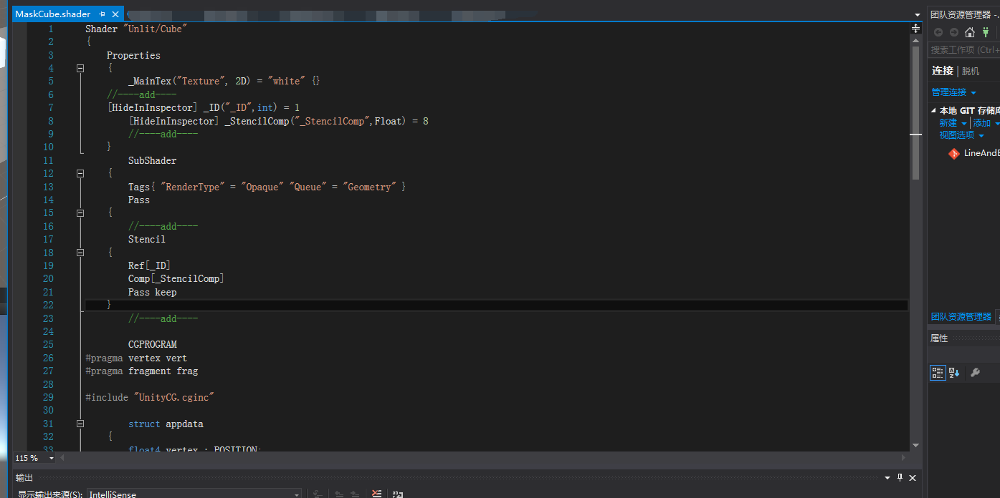 MaskCube.shader
1 Shader "Unlit/Cube"
2 {
3 Properties
4 {
5 _MainTex("Texture", 2D) = "white" {}
6 //----add----
7 [HideInInspector] _ID("_ID",int) = 1
8 [HideInInspector] _StencilComp("_StencilComp",Float) = 8
9 //----add----
10 }
11 SubShader
12 {
13 Tags{ "RenderType" = "Opaque" "Queue" = "Geometry" }
14 Pass
15 {
16 //----add----
17 Stencil
18 {
19 Ref[_ID]
20 Comp[_StencilComp]
21 Pass keep
22 }
23 //----add----
24
25 CGPROGRAM
26 #pragma vertex vert
27 #pragma fragment frag
28
29 #include "UnityCG.cginc"
30
31 struct appdata
32 {
33 float4 vertex : POSITION;
115 %
输出
显示输出来源(S): IntelliSense
团队资源管理器 -
搜索工作项 (Ctrl+
连接 | 脱机
管理连接
本地 GIT 存储库
新建 | 添加
视图选项
LineAndB
团队资源管理器
属性